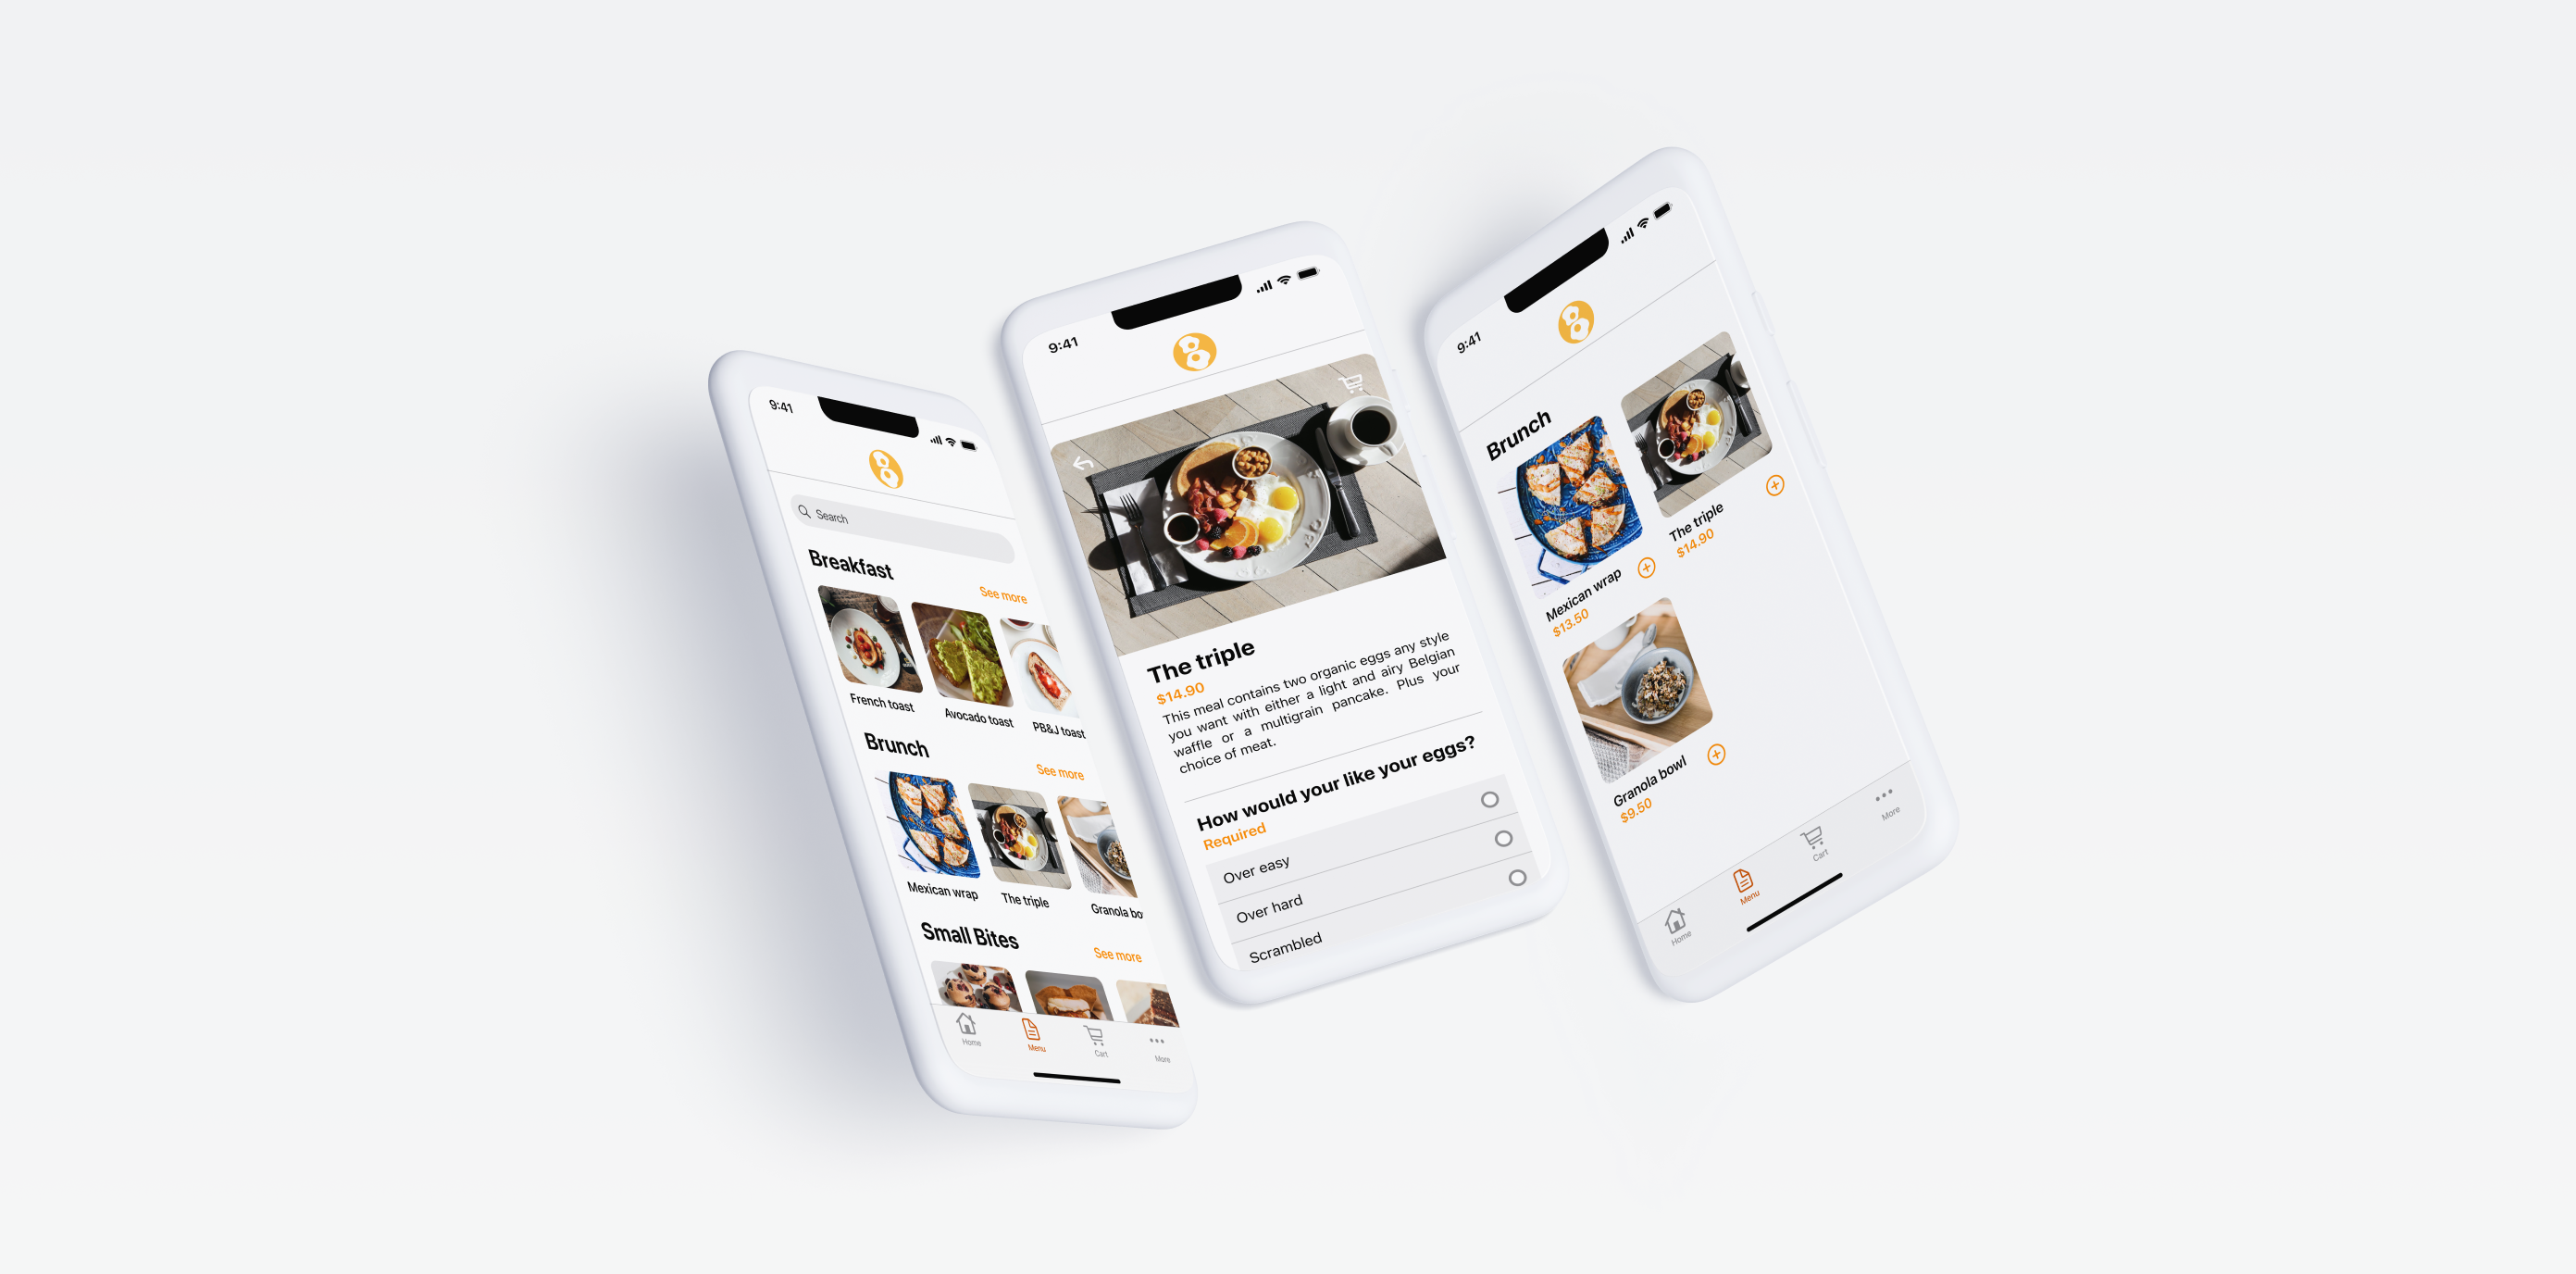 9:41
Search
Breakfast
See more
French toast
Avocado toast
PB&J toast
Brunch
See more
Mexican wrap
The triple
Granola bo
Small Bites
See more
Home
Menu
Cart
More
9:41
The triple
$14.90
This meal contains two organic eggs any style
you want with either a light and airy Belgian
waffle or a multigrain pancake. Plus your
choice of meat.
How would your like your eggs?
Required
Over easy
Over hard
Scrambled
9:41
Brunch
Mexican wrap
$13.50
The triple
$14.90
Granola bowl
$9.50
Home
Menu
Cart
More